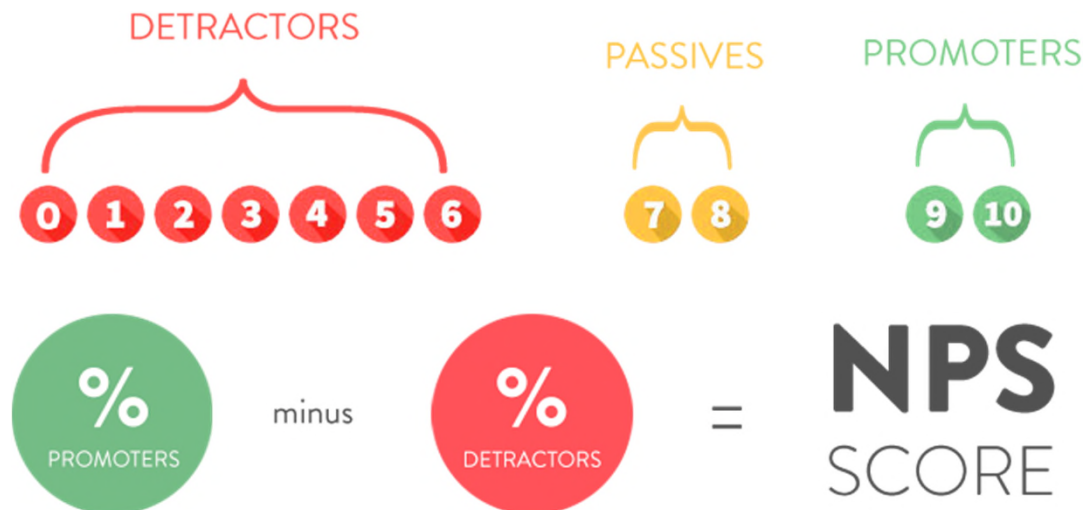 DETRACTORS
PASSIVES
PROMOTERS
0 1 2 3 4 5 6
7 8
9 10
%
PROMOTERS
minus
%
DETRACTORS
=
NPS
SCORE